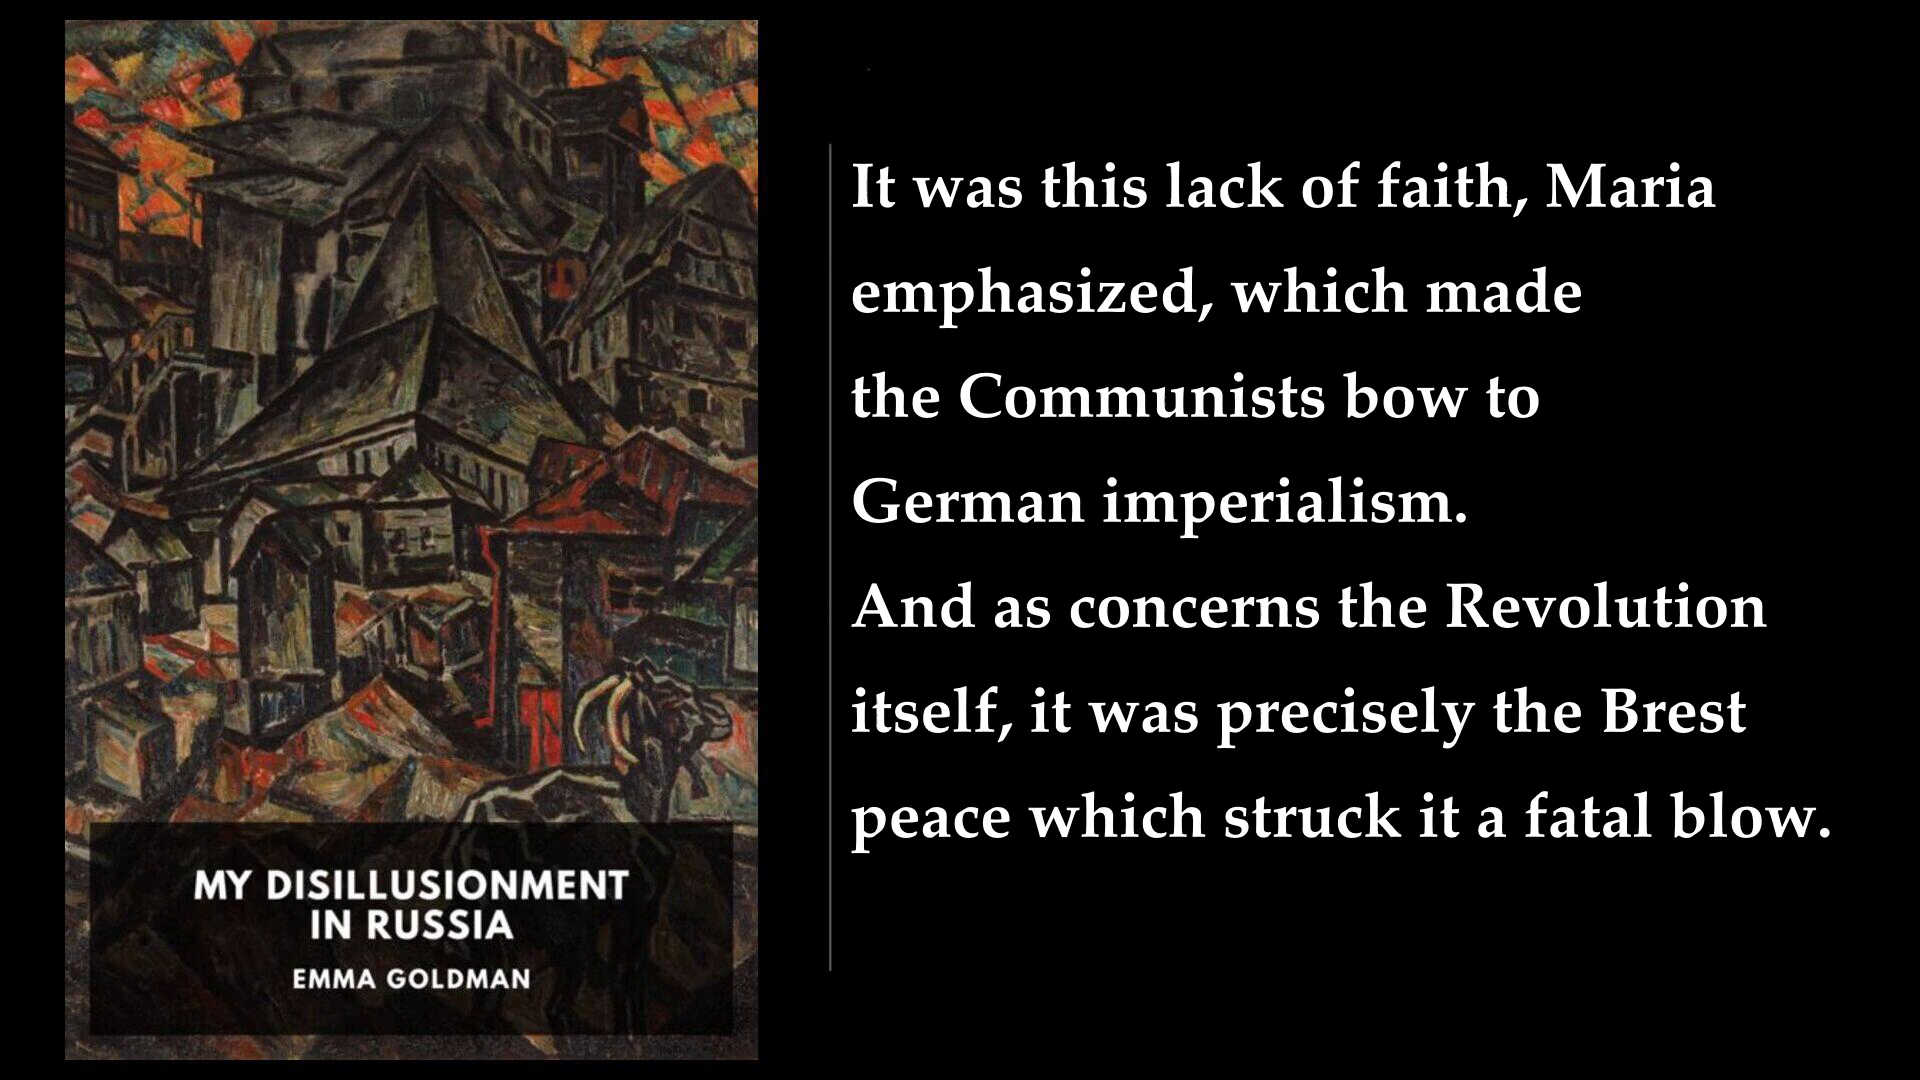 MY DISILLUSIONMENT
IN RUSSIA
EMMA GOLDMAN
It was this lack of faith, Maria
emphasized, which made
the Communists bow to
German imperialism.
And as concerns the Revolution
itself, it was precisely the Brest
peace which struck it a fatal blow.